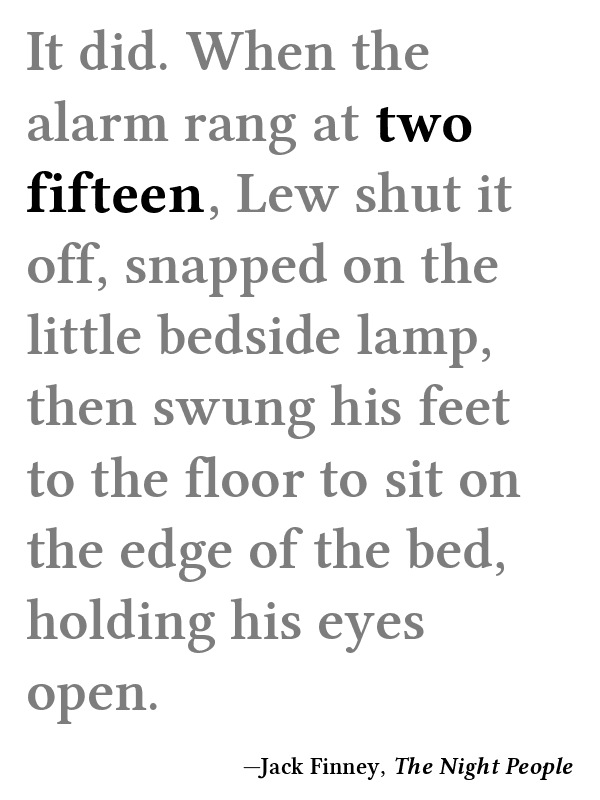 It did. When the
alarm rang at two
fifteen, Lew shut it
off, snapped on the
little bedside lamp,
then swung his feet
to the floor to sit on
the edge of the bed,
holding his eyes
open.
—Jack Finney, The Night People